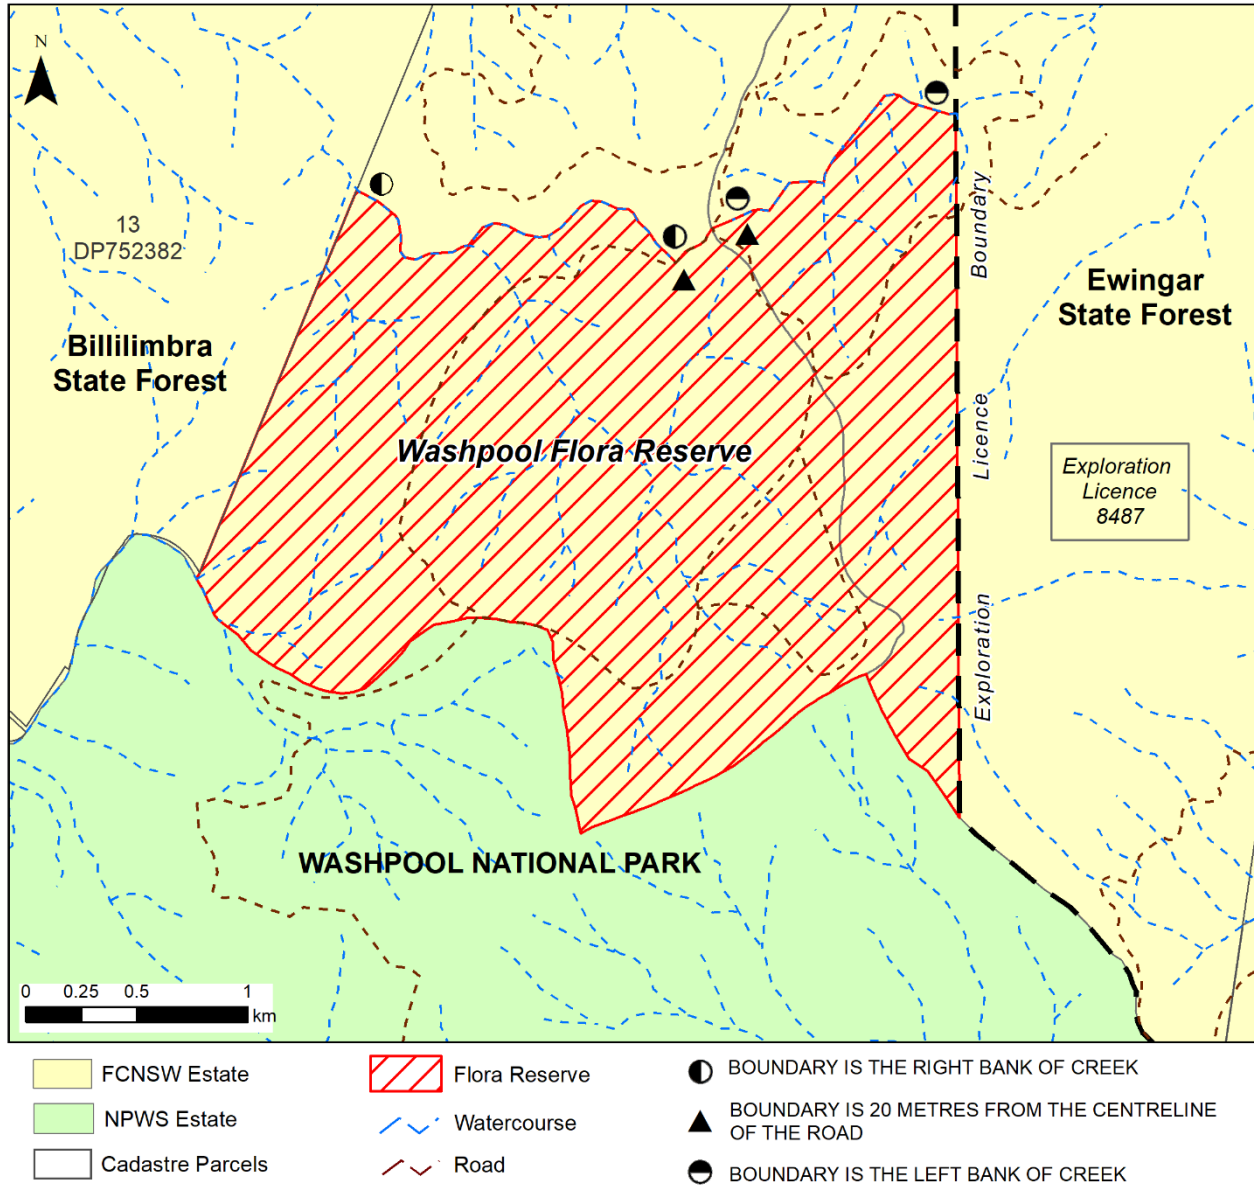 N
13
DP752382
Billilimbra
State Forest
Washpool Flora Reserve
Ewingar
State Forest
Exploration
Licence
8487
Exploration Licence Boundary
WASHPOOL NATIONAL PARK
0 0.25 0.5 1
km
FCNSW Estate
NPWS Estate
Cadastre Parcels
Flora Reserve
Watercourse
Road
BOUNDARY IS THE RIGHT BANK OF CREEK
BOUNDARY IS 20 METRES FROM THE CENTRELINE
OF THE ROAD
BOUNDARY IS THE LEFT BANK OF CREEK